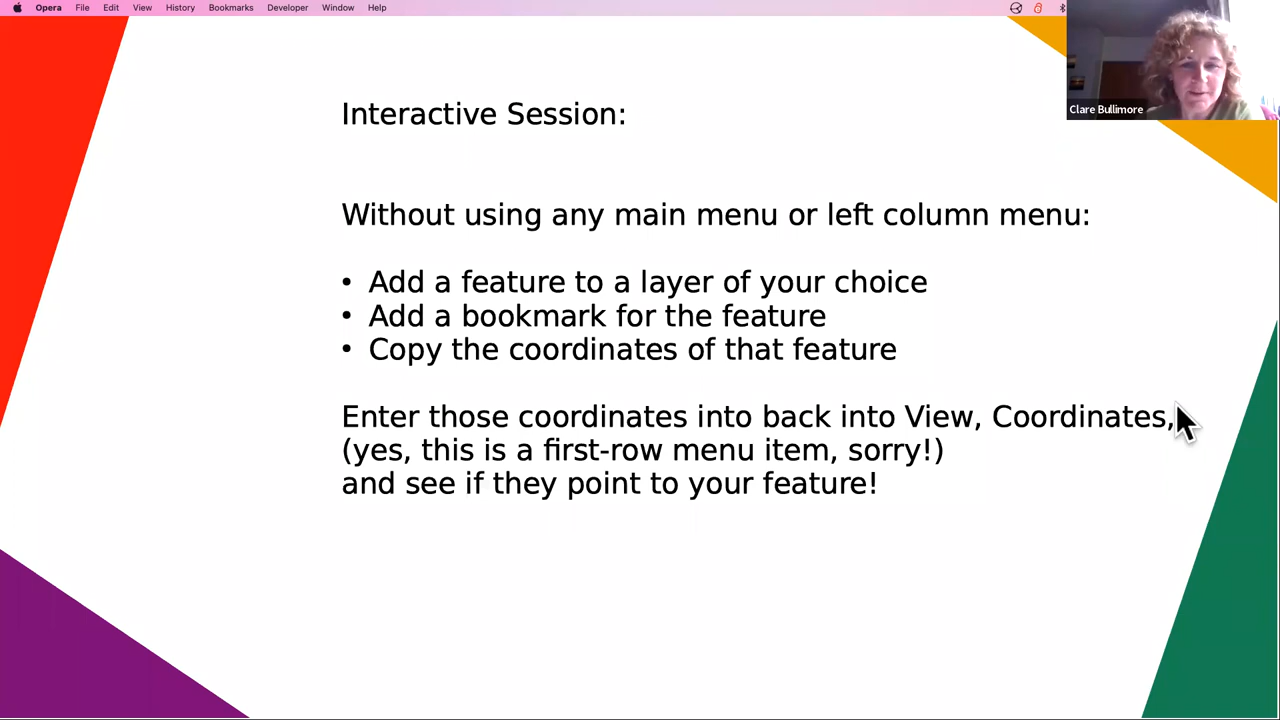 Opera File Edit View History Bookmarks Developer Window Help
Clare Bullimore
Interactive Session:
Without using any main menu or left column menu:
• Add a feature to a layer of your choice
• Add a bookmark for the feature
• Copy the coordinates of that feature
Enter those coordinates into back into View, Coordinates,
(yes, this is a first-row menu item, sorry!)
and see if they point to your feature!